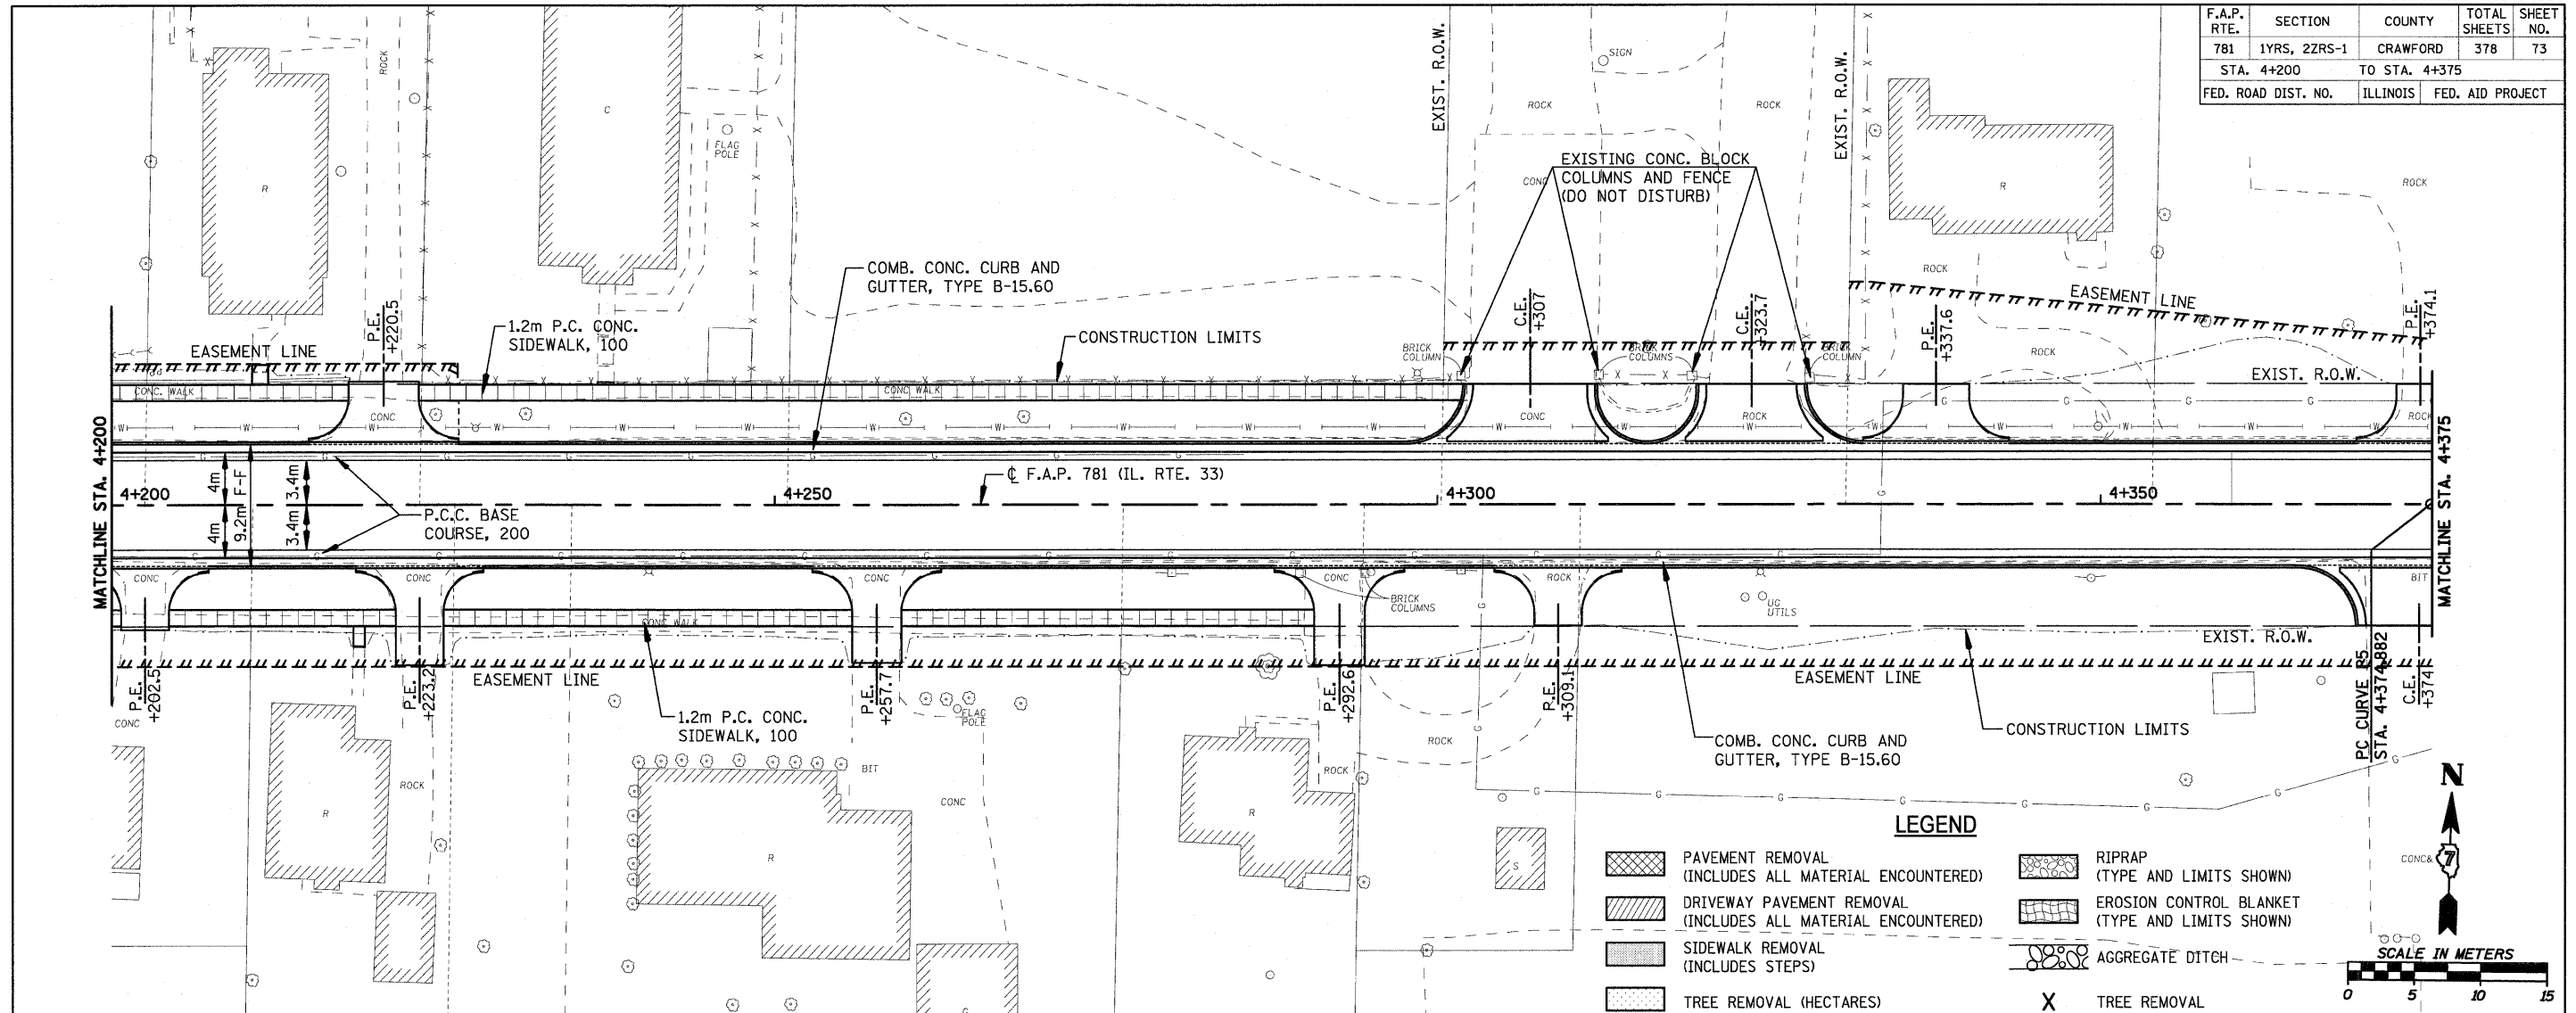 F.A.P. RTE. SECTION COUNTY TOTAL SHEETS SHEET NO.
781 1YRS, 2ZRS-1 CRAWFORD 378 73
STA. 4+200 TO STA. 4+375
FED. ROAD DIST. NO. ILLINOIS FED. AID PROJECT
ROCK
R
C
FLAG
POLE
EXIST. R.O.W.
SIGN
ROCK
ROCK
EXIST. R.O.W.
R
ROCK
EXISTING CONC. BLOCK
COLUMNS AND FENCE
(DO NOT DISTURB)
CONC
COMB. CONC. CURB AND
GUTTER, TYPE B-15.60
ROCK
EASEMENT LINE
P.E.
+220.5
1.2m P.C. CONC.
SIDEWALK, 100
CONSTRUCTION LIMITS
EASEMENT LINE
C.E.
+307
C.E.
+323.7
P.E.
+337.6
P.E.
+374.1
BRICK
COLUMN
BRICK
COLUMNS
BRICK
COLUMN
ROCK
EXIST. R.O.W.
CONC. WALK
CONC
CONC WALK
CONC
ROCK
ROCK
W W W W W W W W W W W W
G G G G
MATCHLINE STA. 4+200
4m
4m
9.2m F-F
3.4m
3.4m
4+200
4+250
℄ F.A.P. 781 (IL. RTE. 33)
4+300
4+350
P.C.C. BASE
COURSE, 200
MATCHLINE STA. 4+375
CONC
CONC
CONC
CONC
ROCK
BIT
BRICK
COLUMNS
UG
UTILS
CONC WALK
EXIST. R.O.W.
P.E.
+202.5
P.E.
+223.2
EASEMENT LINE
P.E.
+257.7
P.E.
+292.6
P.E.
+309.1
EASEMENT LINE
PC CURVE R5
STA. 4+374.882
C.E.
+374
CONC
1.2m P.C. CONC.
SIDEWALK, 100
FLAG
POLE
ROCK
COMB. CONC. CURB AND
GUTTER, TYPE B-15.60
CONSTRUCTION LIMITS
ROCK
BIT
ROCK
CONC
R
R
R
S
G
G G G G G G G
LEGEND
PAVEMENT REMOVAL
(INCLUDES ALL MATERIAL ENCOUNTERED)
DRIVEWAY PAVEMENT REMOVAL
(INCLUDES ALL MATERIAL ENCOUNTERED)
SIDEWALK REMOVAL
(INCLUDES STEPS)
TREE REMOVAL (HECTARES)
RIPRAP
(TYPE AND LIMITS SHOWN)
EROSION CONTROL BLANKET
(TYPE AND LIMITS SHOWN)
AGGREGATE DITCH
X TREE REMOVAL
N
CONC&
7
SCALE IN METERS
0 5 10 15